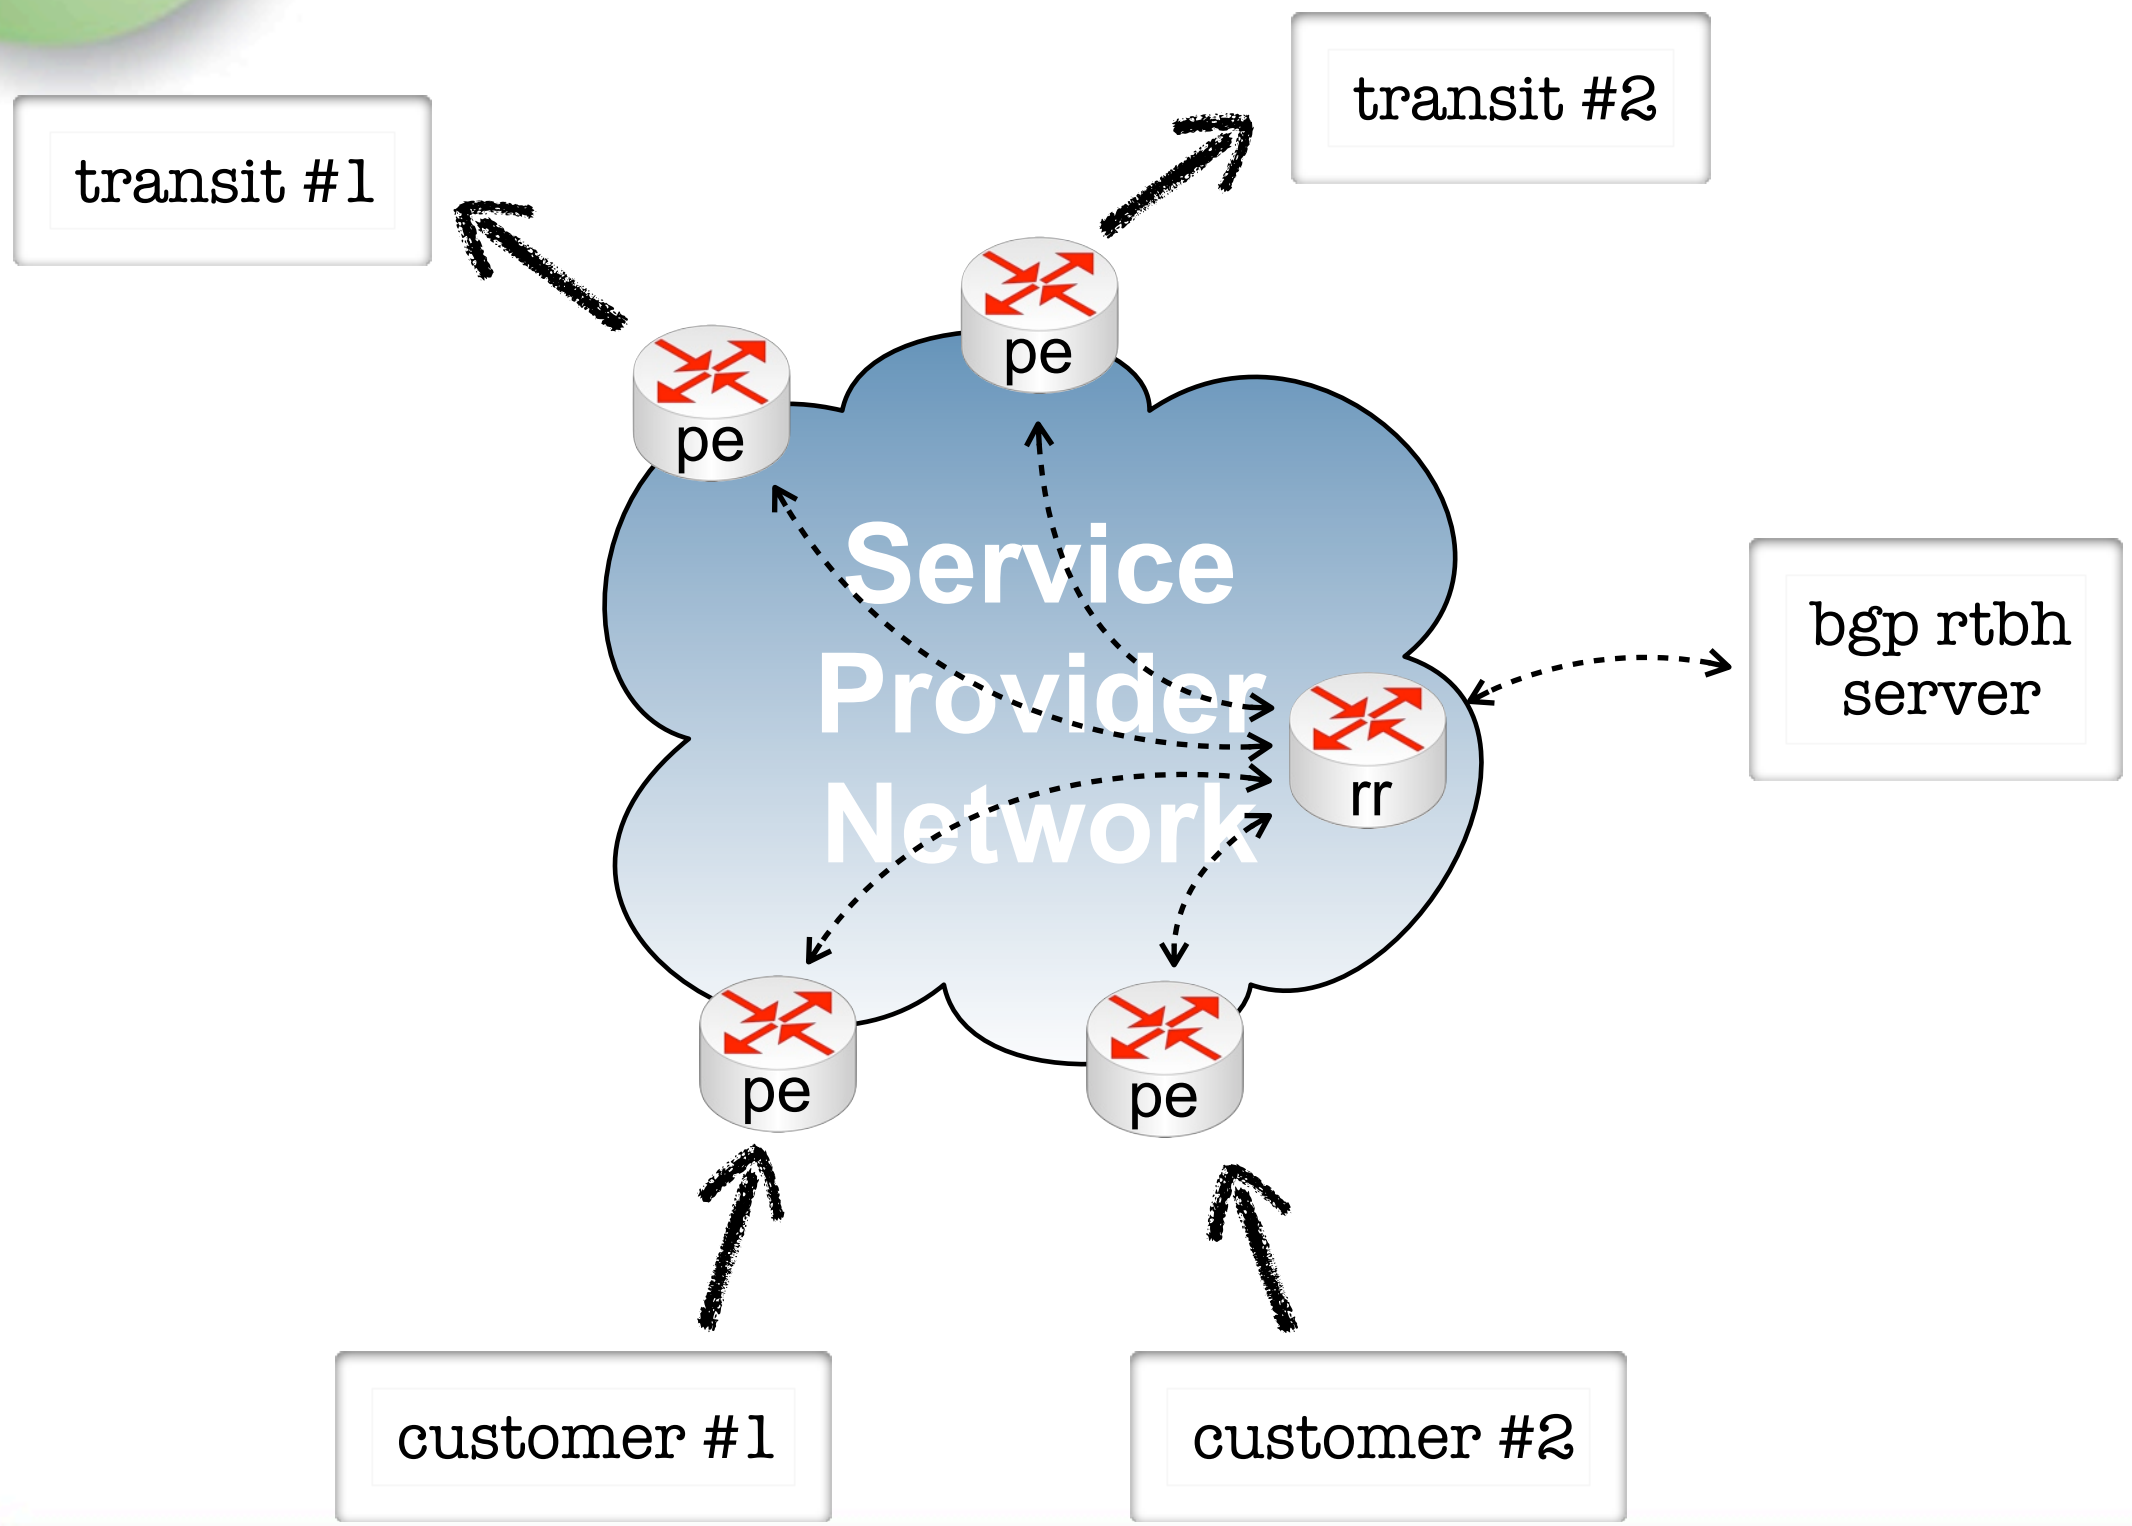 transit #2
transit #1
pe
pe
Service
Provider
Network
bgp rtbh
server
rr
pe
pe
customer #1
customer #2